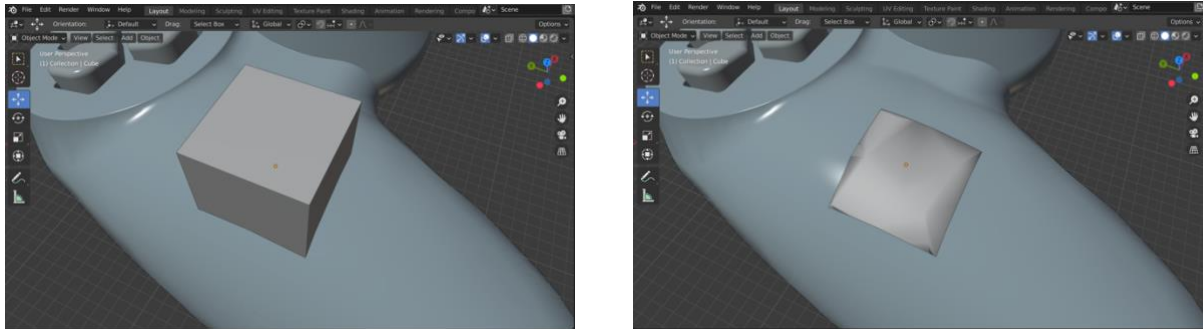 File Edit Render Window Help Layout Modeling Sculpting UV Editing Texture Paint Shading Animation Rendering Compo Scene
Orientation: Default Drag: Select Box Global Options
Object Mode View Select Add Object
User Perspective
(1) Collection | Cube
File Edit Render Window Help Layout Modeling Sculpting UV Editing Texture Paint Shading Animation Rendering Compo Scene
Orientation: Default Drag: Select Box Global Options
Object Mode View Select Add Object
User Perspective
(1) Collection | Cube